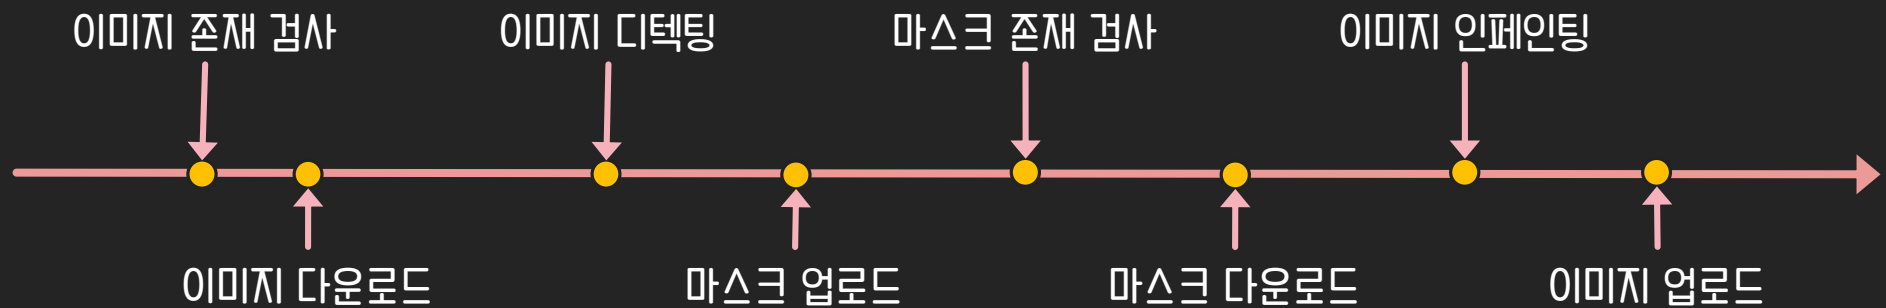 이미지 존재 검사
이미지 디텍팅
마스크 존재 검사
이미지 인페인팅
이미지 다운로드
마스크 업로드
마스크 다운로드
이미지 업로드